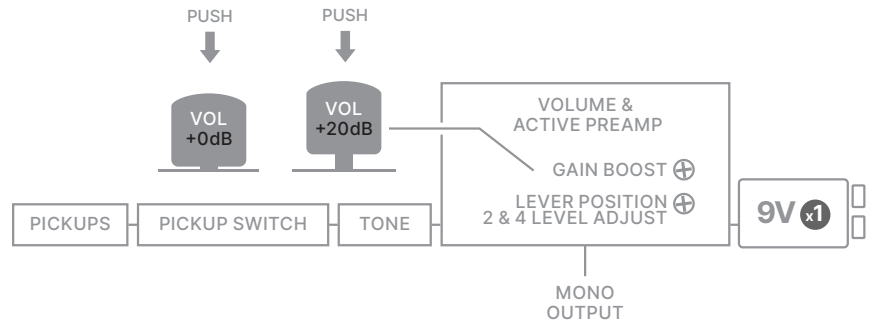 PUSH
PUSH
VOL
+0dB
VOL
+20dB
VOLUME &
ACTIVE PREAMP
GAIN BOOST
LEVER POSITION
2 & 4 LEVEL ADJUST
PICKUPS
PICKUP SWITCH
TONE
9V x1
MONO
OUTPUT